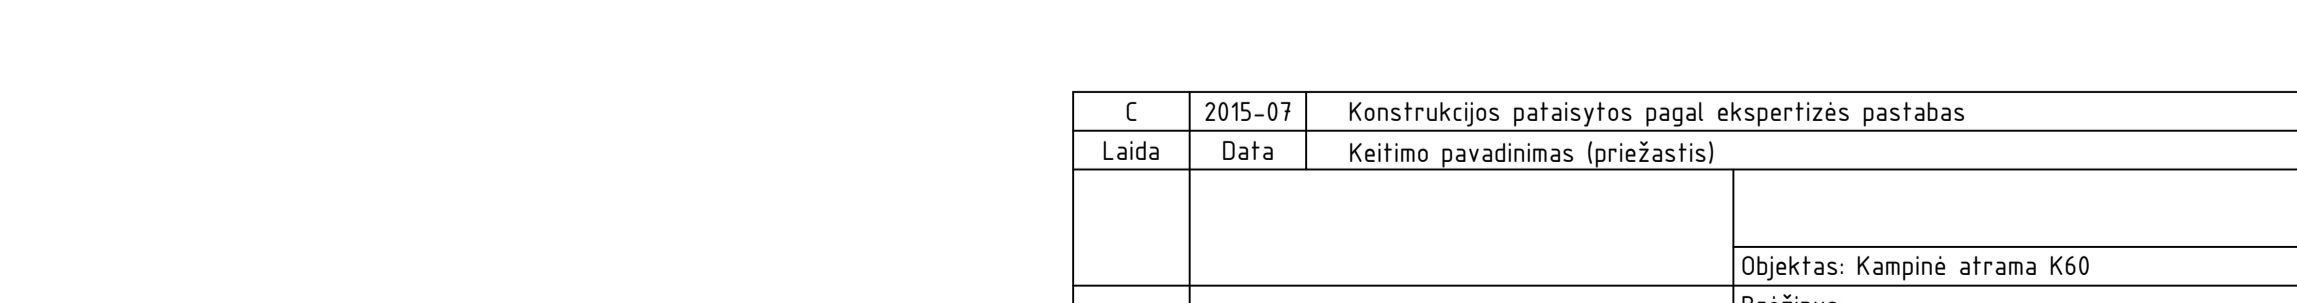 C 2015-07 Konstrukcijos pataisytos pagal ekspertizės pastabas
Laida Data Keitimo pavadinimas (priežastis)
Objektas: Kampinė atrama K60